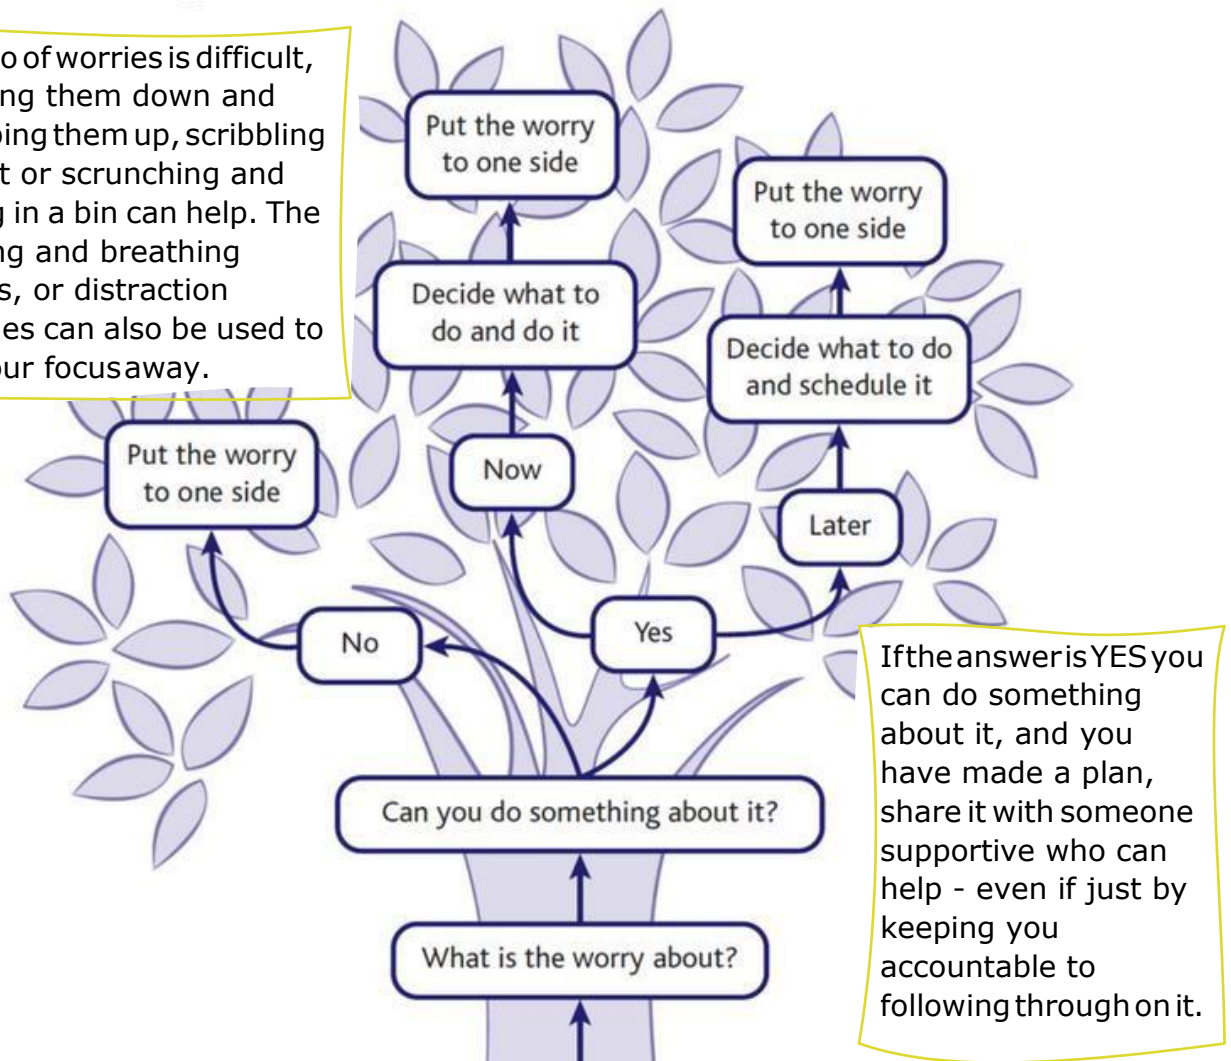 o of worries is difficult,
ng them down and
ing them up, scribbling
t or scrunching and
g in a bin can help. The
ng and breathing
s, or distraction
es can also be used to
our focus away.
Put the worry
to one side
Put the worry
to one side
Decide what to
do and do it
Decide what to do
and schedule it
Put the worry
to one side
Now
Later
No
Yes
If the answer is YES you
can do something
about it, and you
have made a plan,
share it with someone
supportive who can
help - even if just by
keeping you
accountable to
following through on it.
Can you do something about it?
What is the worry about?